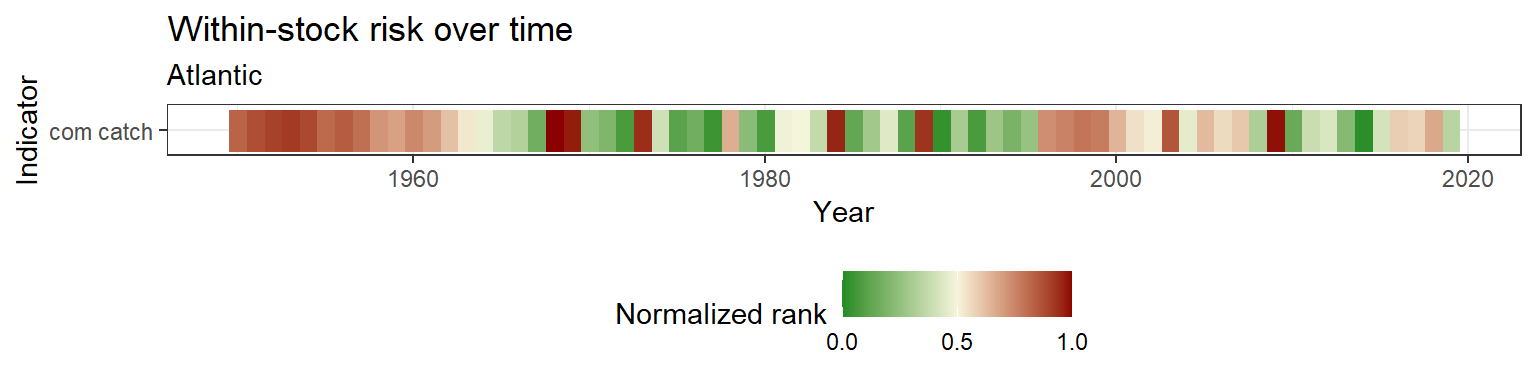 Within-stock risk over time
Atlantic
Indicator
com catch
1960 1980 2000 2020
Year
Normalized rank
0.0 0.5 1.0